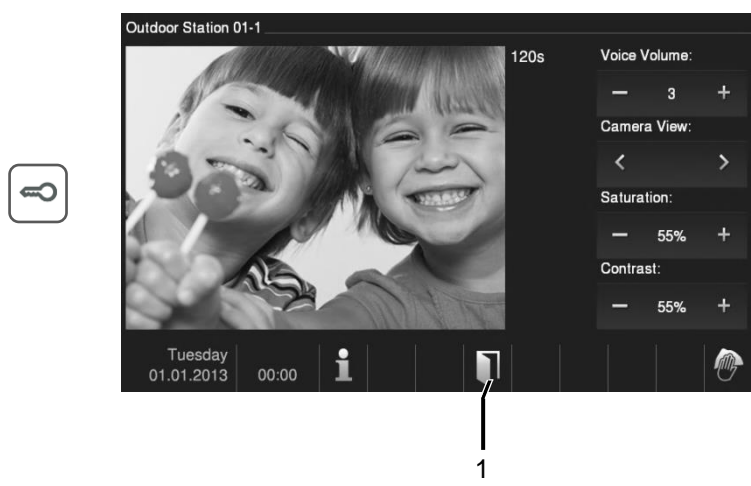 Outdoor Station 01-1
120s
Voice Volume:
− 3 +
Camera View:
< >
Saturation:
− 55% +
Contrast:
− 55% +
Tuesday
01.01.2013
00:00
i
1